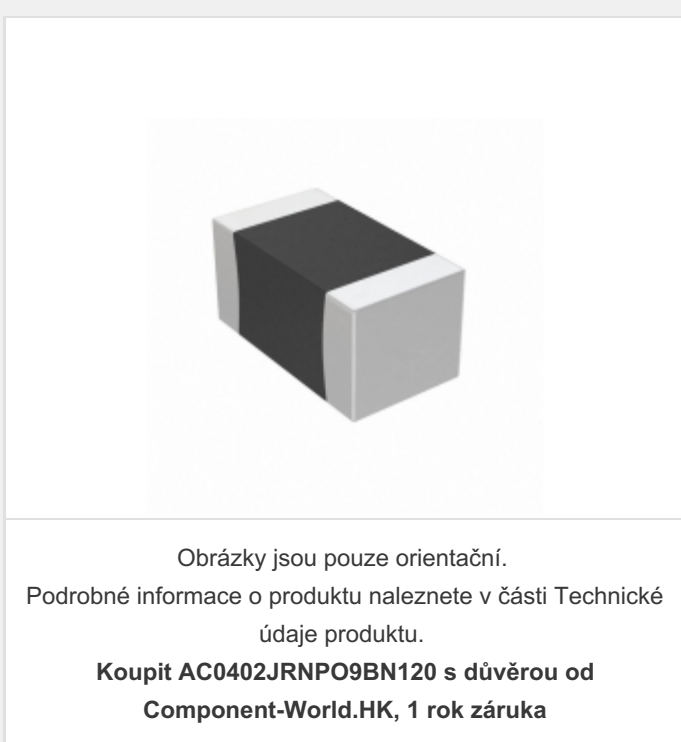 Obrázky jsou pouze orientační.
Podrobné informace o produktu naleznete v části Technické
údaje produktu.
Koupit AC0402JRNPO9BN120 s důvěrou od
Component-World.HK, 1 rok záruka